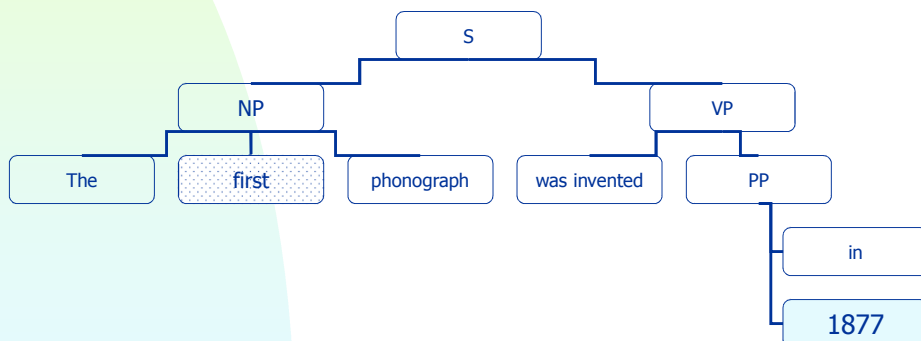 S
NP
VP
The
first
phonograph
was invented
PP
in
1877